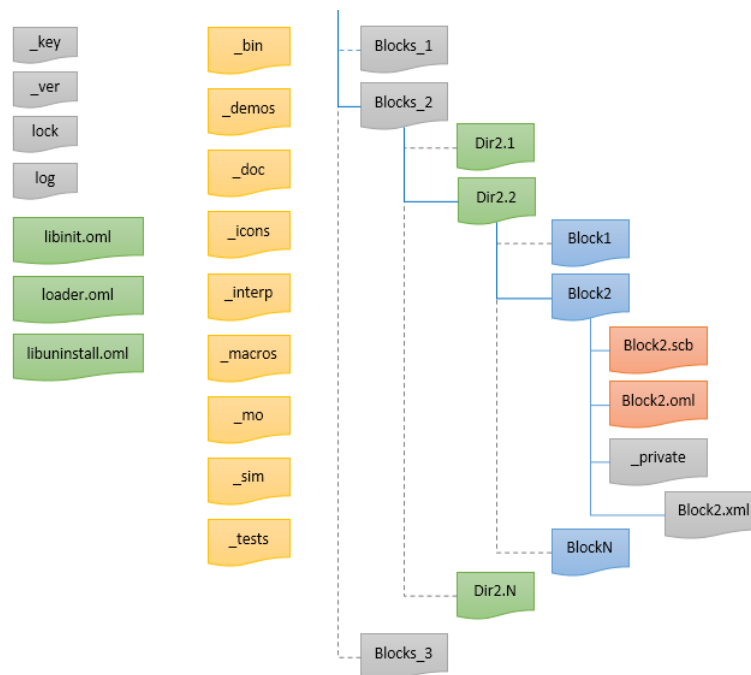 _key
_ver
lock
log
libinit.oml
loader.oml
libuninstall.oml
_bin
_demos
_doc
_icons
_interp
_macros
_mo
_sim
_tests
Blocks_1
Blocks_2
Dir2.1
Dir2.2
Block1
Block2
Block2.scb
Block2.oml
_private
Block2.xml
BlockN
Dir2.N
Blocks_3